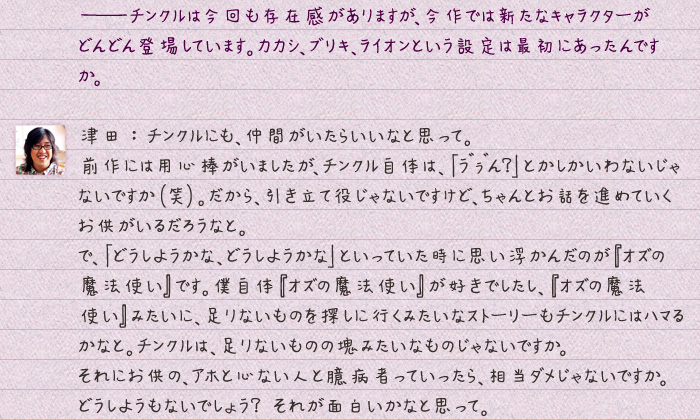 ――チンクルは今回も存在感がありますが、今作では新たなキャラクターが
どんどん登場しています。カカシ、ブリキ、ライオンという設定は最初にあったんです
か。
津田：チンクルにも、仲間がいたらいいなと思って。
前作には用心棒がいましたが、チンクル自体は、「ゔぅん？」とかしかいわないじゃ
ないですか（笑）。だから、引き立て役じゃないですけど、ちゃんとお話を進めていく
お供がいるだろうなと。
で、「どうしようかな、どうしようかな」といっていた時に思い浮かんだのが『オズの
魔法使い』です。僕自体『オズの魔法使い』が好きでしたし、『オズの魔法
使い』みたいに、足りないものを探しに行くみたいなストーリーもチンクルにはハマる
かなと。チンクルは、足りないものの塊みたいなものじゃないですか。
それにお供の、アホと心ない人と臆病者っていったら、相当ダメじゃないですか。
どうしようもないでしょう？ それが面白いかなと思って。